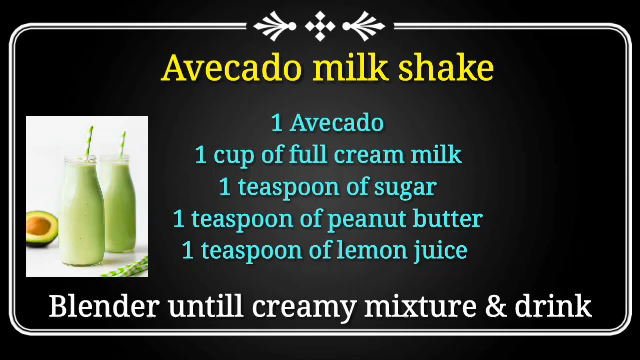 Avecado milk shake
1 Avecado
1 cup of full cream milk
1 teaspoon of sugar
1 teaspoon of peanut butter
1 teaspoon of lemon juice
Blender untill creamy mixture & drink